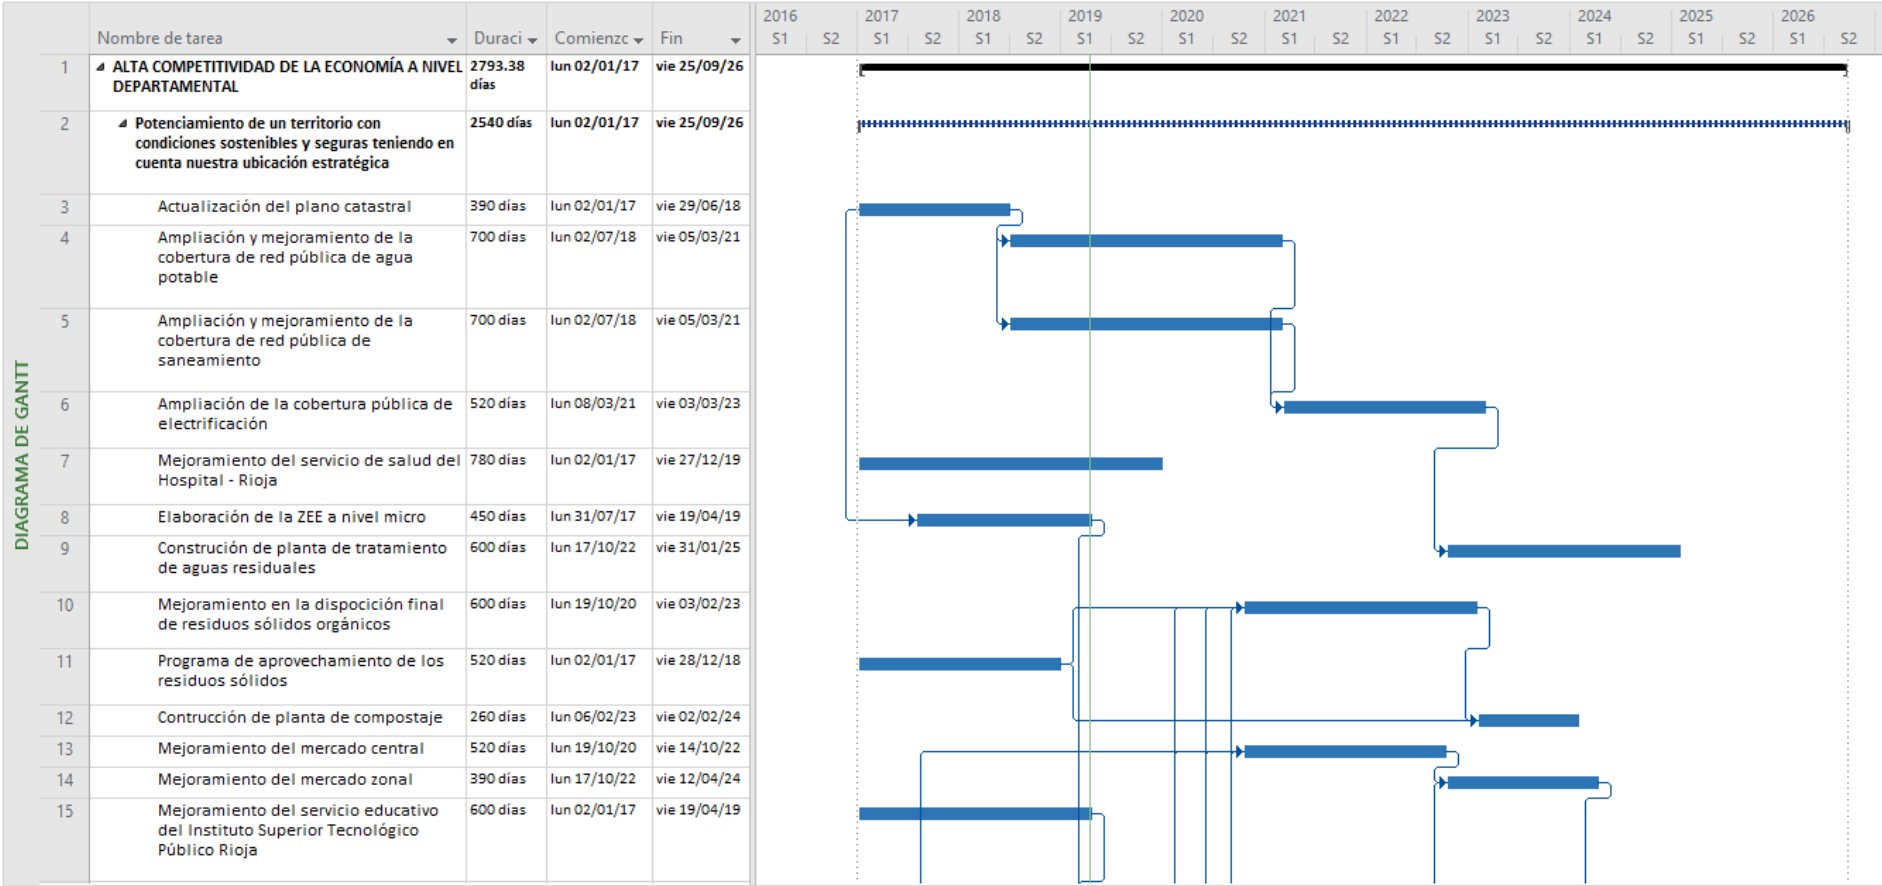 DIAGRAMA DE GANTT
Nombre de tarea Duraci Comienzo Fin
2016 2017 2018 2019 2020 2021 2022 2023 2024 2025 2026
S1 S2 S1 S2 S1 S2 S1 S2 S1 S2 S1 S2 S1 S2 S1 S2 S1 S2 S1 S2 S1 S2
1 ALTA COMPETITIVIDAD DE LA ECONOMÍA A NIVEL 2793.38 lun 02/01/17 vie 25/09/26
DEPARTAMENTAL días
2 Potenciamiento de un territorio con 2540 días lun 02/01/17 vie 25/09/26
condiciones sostenibles y seguras teniendo en
cuenta nuestra ubicación estratégica
3 Actualización del plano catastral 390 días lun 02/01/17 vie 29/06/18
4 Ampliación y mejoramiento de la 700 días lun 02/07/18 vie 05/03/21
cobertura de red pública de agua
potable
5 Ampliación y mejoramiento de la 700 días lun 02/07/18 vie 05/03/21
cobertura de red pública de
saneamiento
6 Ampliación de la cobertura pública de 520 días lun 08/03/21 vie 03/03/23
electrificación
7 Mejoramiento del servicio de salud del 780 días lun 02/01/17 vie 27/12/19
Hospital - Rioja
8 Elaboración de la ZEE a nivel micro 450 días lun 31/07/17 vie 19/04/19
9 Construción de planta de tratamiento 600 días lun 17/10/22 vie 31/01/25
de aguas residuales
10 Mejoramiento en la dispocición final 600 días lun 19/10/20 vie 03/02/23
de residuos sólidos orgánicos
11 Programa de aprovechamiento de los 520 días lun 02/01/17 vie 28/12/18
residuos sólidos
12 Contrucción de planta de compostaje 260 días lun 06/02/23 vie 02/02/24
13 Mejoramiento del mercado central 520 días lun 19/10/20 vie 14/10/22
14 Mejoramiento del mercado zonal 390 días lun 17/10/22 vie 12/04/24
15 Mejoramiento del servicio educativo 600 días lun 02/01/17 vie 19/04/19
del Instituto Superior Tecnológico
Público Rioja